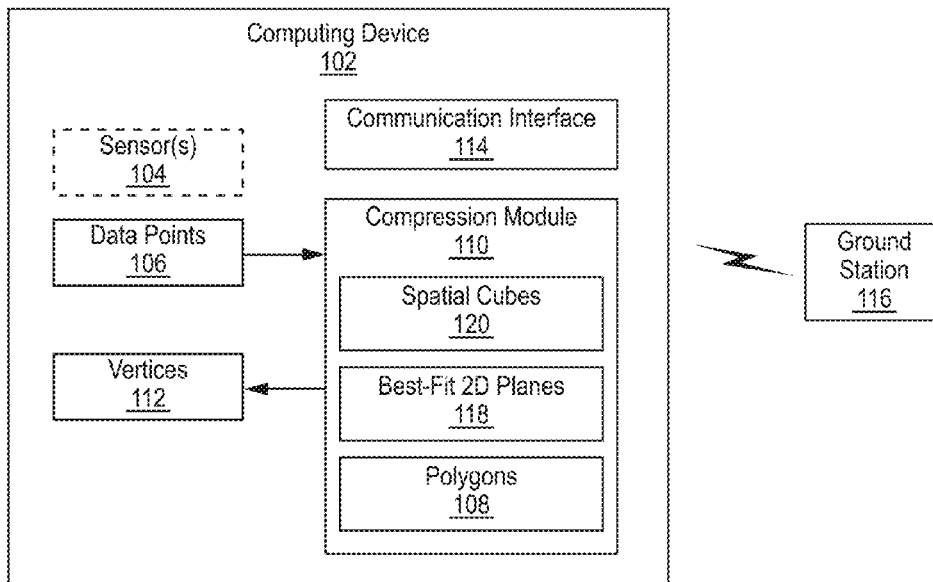 Computing Device
102
Sensor(s)
104
Data Points
106
Vertices
112
Communication Interface
114
Compression Module
110
Spatial Cubes
120
Best-Fit 2D Planes
118
Polygons
108
Ground
Station
116